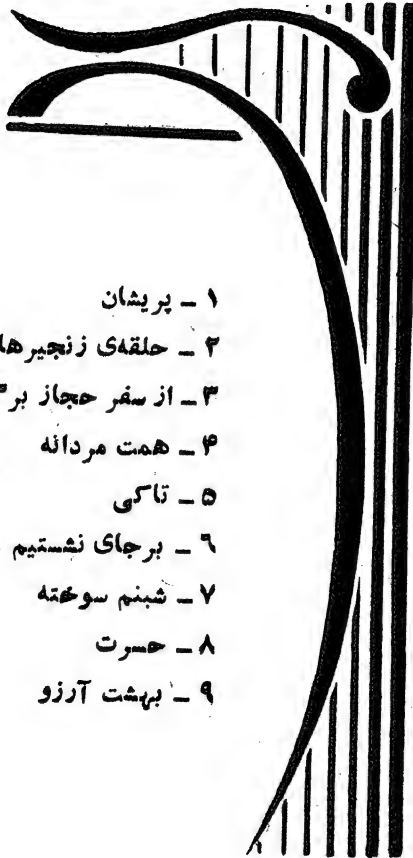 ۱ ـ پریشان
۲ ـ حلقه‌ی زنجیرها
۳ ـ از سفر حجاز
۴ ـ همت مردانه
۵ ـ تاکی
۶ ـ برجای نشستیم
۷ ـ شبنم سوخته
۸ ـ حسرت
۹ ـ بهشت آرزو